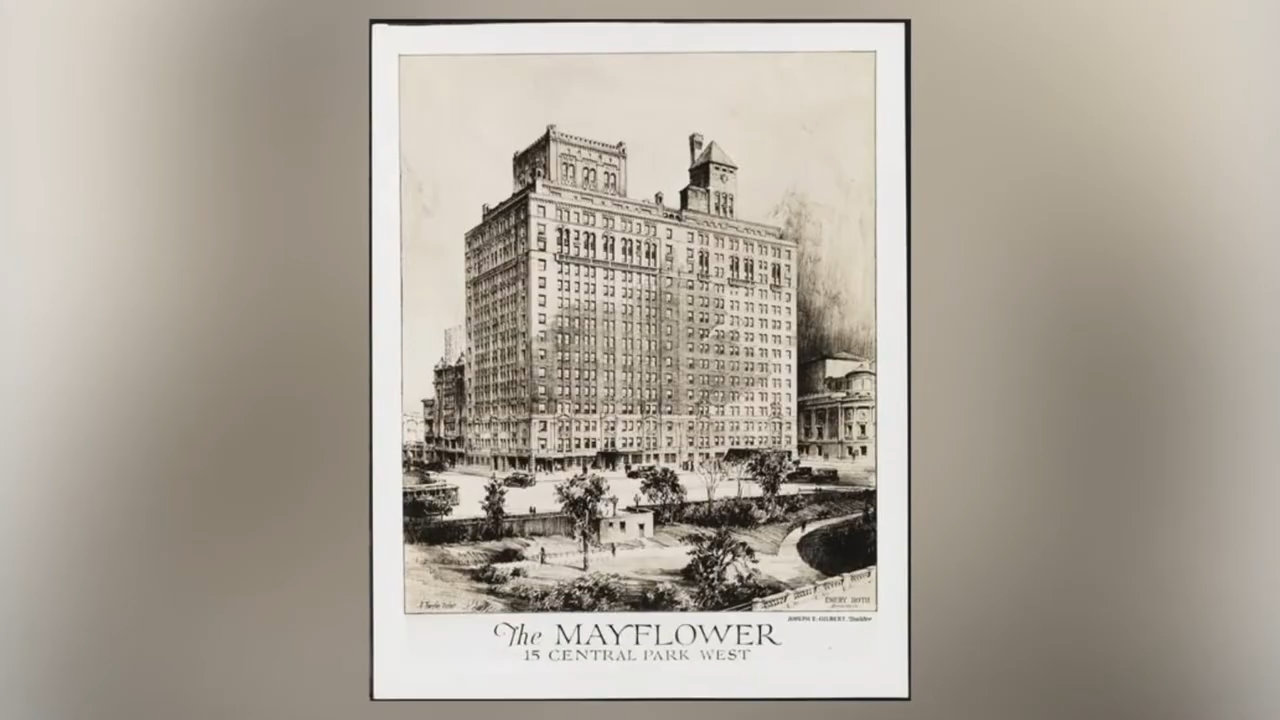 EMERY ROTH
JOSEPH E. GILBERT, Builder
The MAYFLOWER
15 CENTRAL PARK WEST